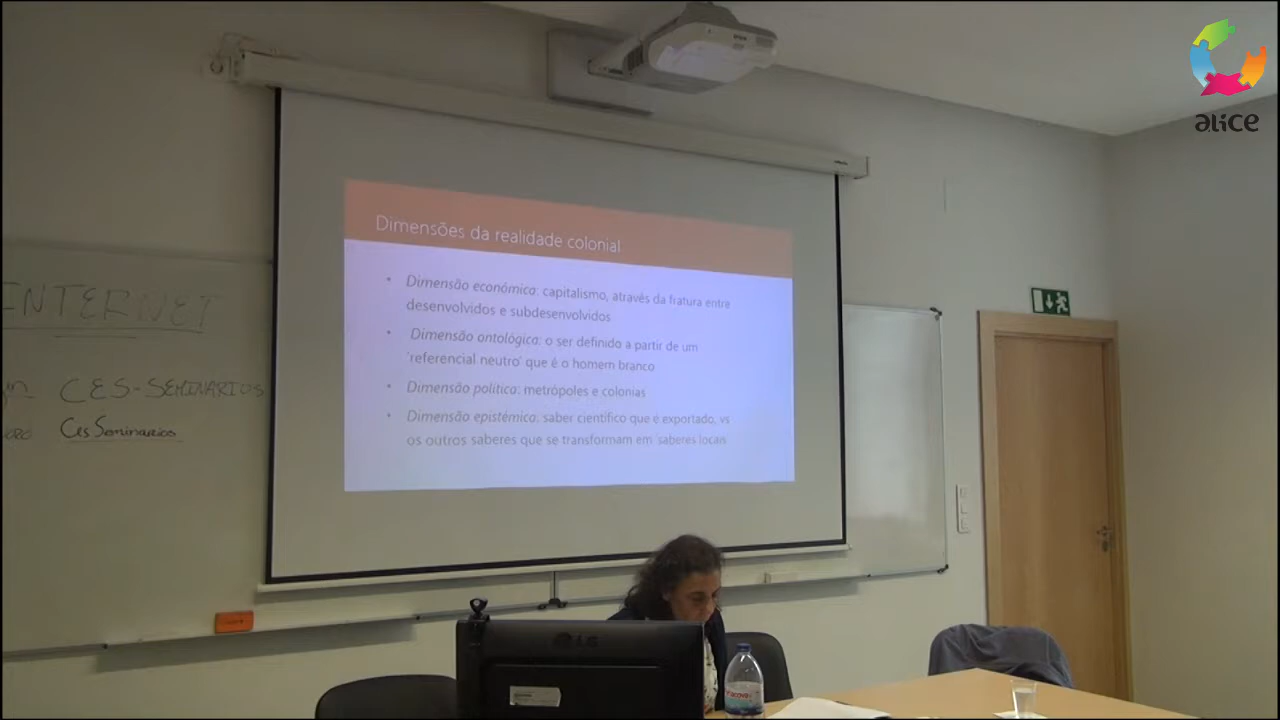 alice
Dimensões da realidade colonial
• Dimensão económica: capitalismo, através da fratura entre
desenvolvidos e subdesenvolvidos
• Dimensão ontológica: o ser definido a partir de um
'referencial neutro' que é o homem branco
• Dimensão política: metrópoles e colonias
• Dimensão epistémica: saber científico que é exportado, vs
os outros saberes que se transformam em saberes locais
INTERNET
CES-SEMINARIOS
Ces Seminarios
LG